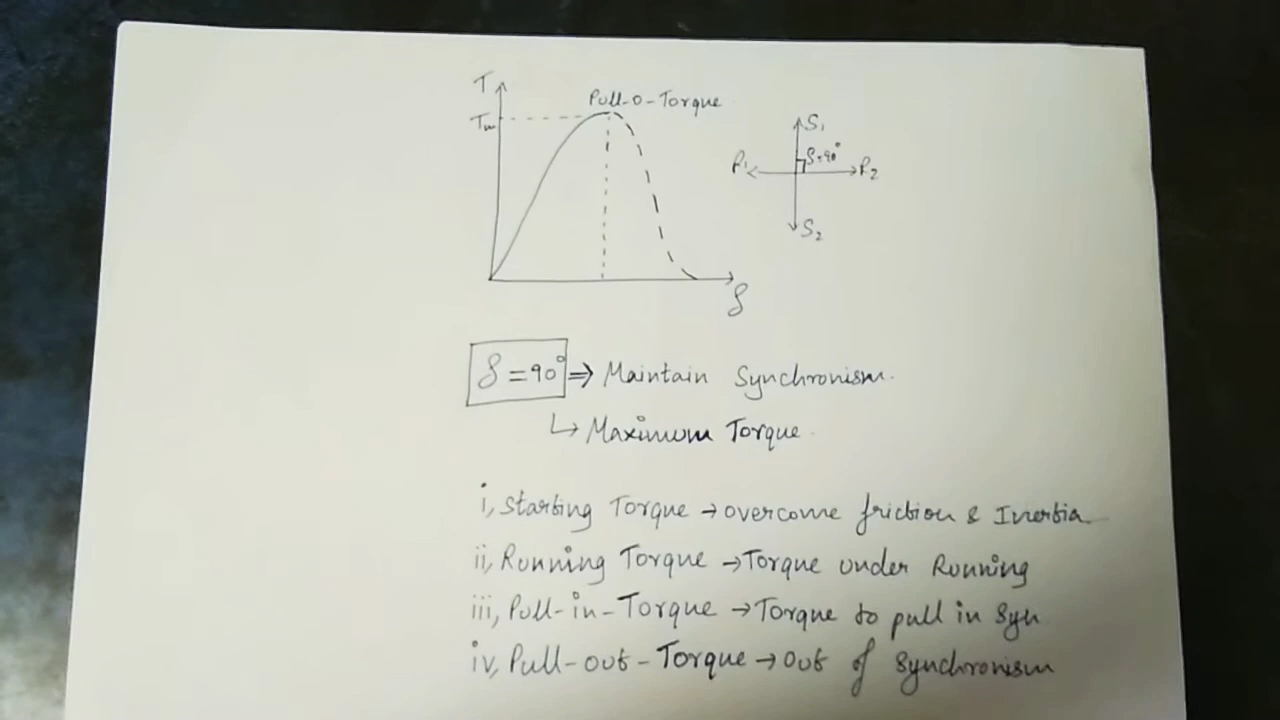 T
Pull-o-Torque
Tm
S1
δ=90°
P1
P2
S2
δ
δ = 90° ⇒ Maintain Synchronism.
↳ Maximum Torque.
i, Starting Torque → overcome friction & Inertia
ii, Running Torque → Torque under Running
iii, Pull-in-Torque → Torque to pull in Syn
iv, Pull-out-Torque → Out of Synchronism